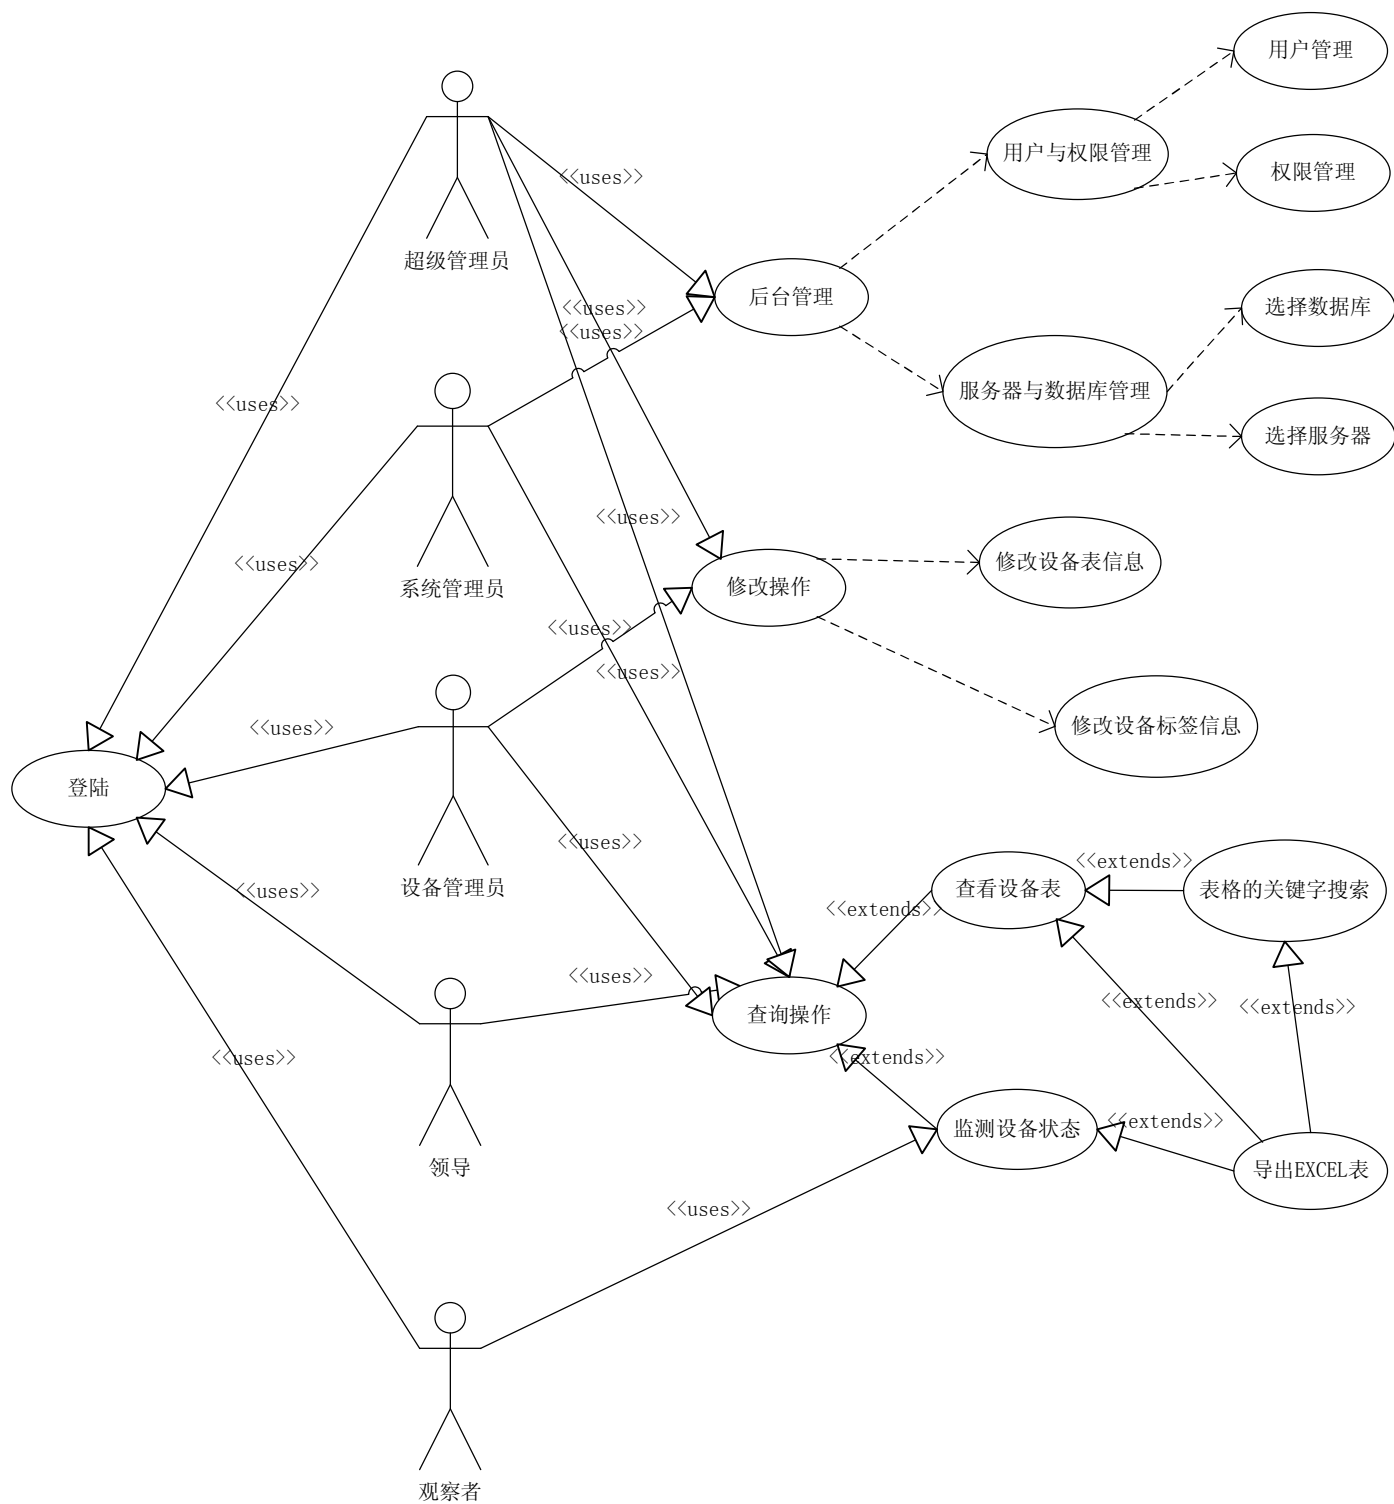 用户管理
用户与权限管理
权限管理
<<uses>>
超级管理员
后台管理
选择数据库
<<uses>>
<<uses>>
服务器与数据库管理
<<uses>>
选择服务器
<<uses>>
<<uses>>
修改设备表信息
系统管理员
修改操作
<<uses>>
<<uses>>
<<uses>>
修改设备标签信息
登陆
<<uses>>
<<extends>>
设备管理员
查看设备表
表格的关键字搜索
<<uses>>
<<extends>>
<<uses>>
<<extends>>
<<extends>>
查询操作
<<uses>>
<<extends>>
<<extends>>
监测设备状态
领导
导出EXCEL表
<<uses>>
观察者